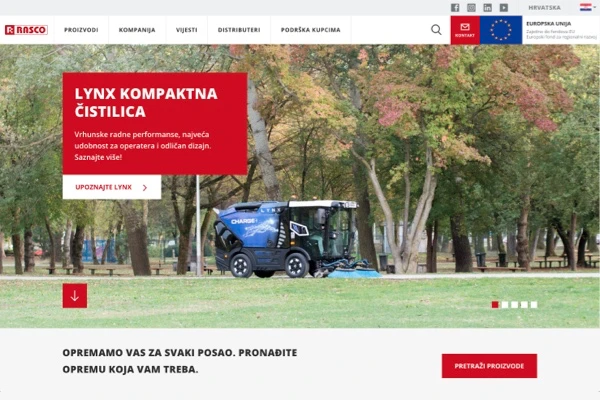 HRVATSKA
RASCO
PROIZVODI
KOMPANIJA
VIJESTI
DISTRIBUTERI
PODRŠKA KUPCIMA
KONTAKT
EUROPSKA UNIJA
Zajedno do fondova EU
Europski fond za regionalni razvoj
LYNX KOMPAKTNA
ČISTILICA
Vrhunske radne performanse, najveća
udobnost za operatera i odličan dizajn.
Saznajte više!
UPOZNAJTE LYNX
LYNX
CHARGE
OPREMAMO VAS ZA SVAKI POSAO. PRONAĐITE
OPREMU KOJA VAM TREBA.
PRETRAŽI PROIZVODE